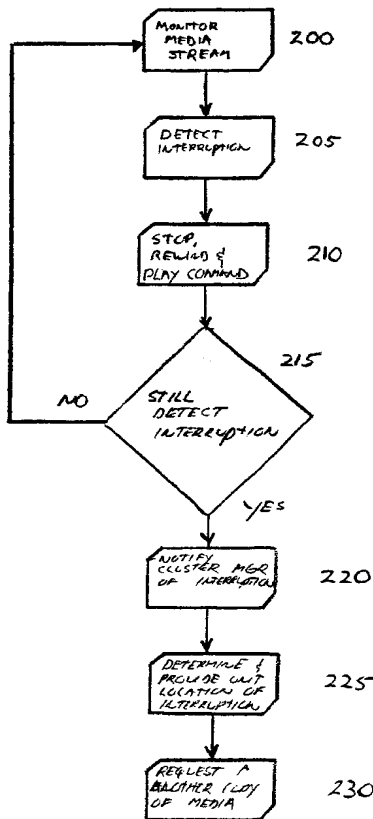 MONITOR
MEDIA
STREAM
200
DETECT
INTERRUPTION
205
STOP,
REWIND &
PLAY COMMAND
210
215
STILL
DETECT
INTERRUPTION
NO
YES
NOTIFY
CLUSTER MGR
OF INTERRUPTION
220
DETERMINE &
PROVIDE UNIT
LOCATION OF
INTERRUPTION
225
REQUEST A
ANOTHER COPY
OF MEDIA
230